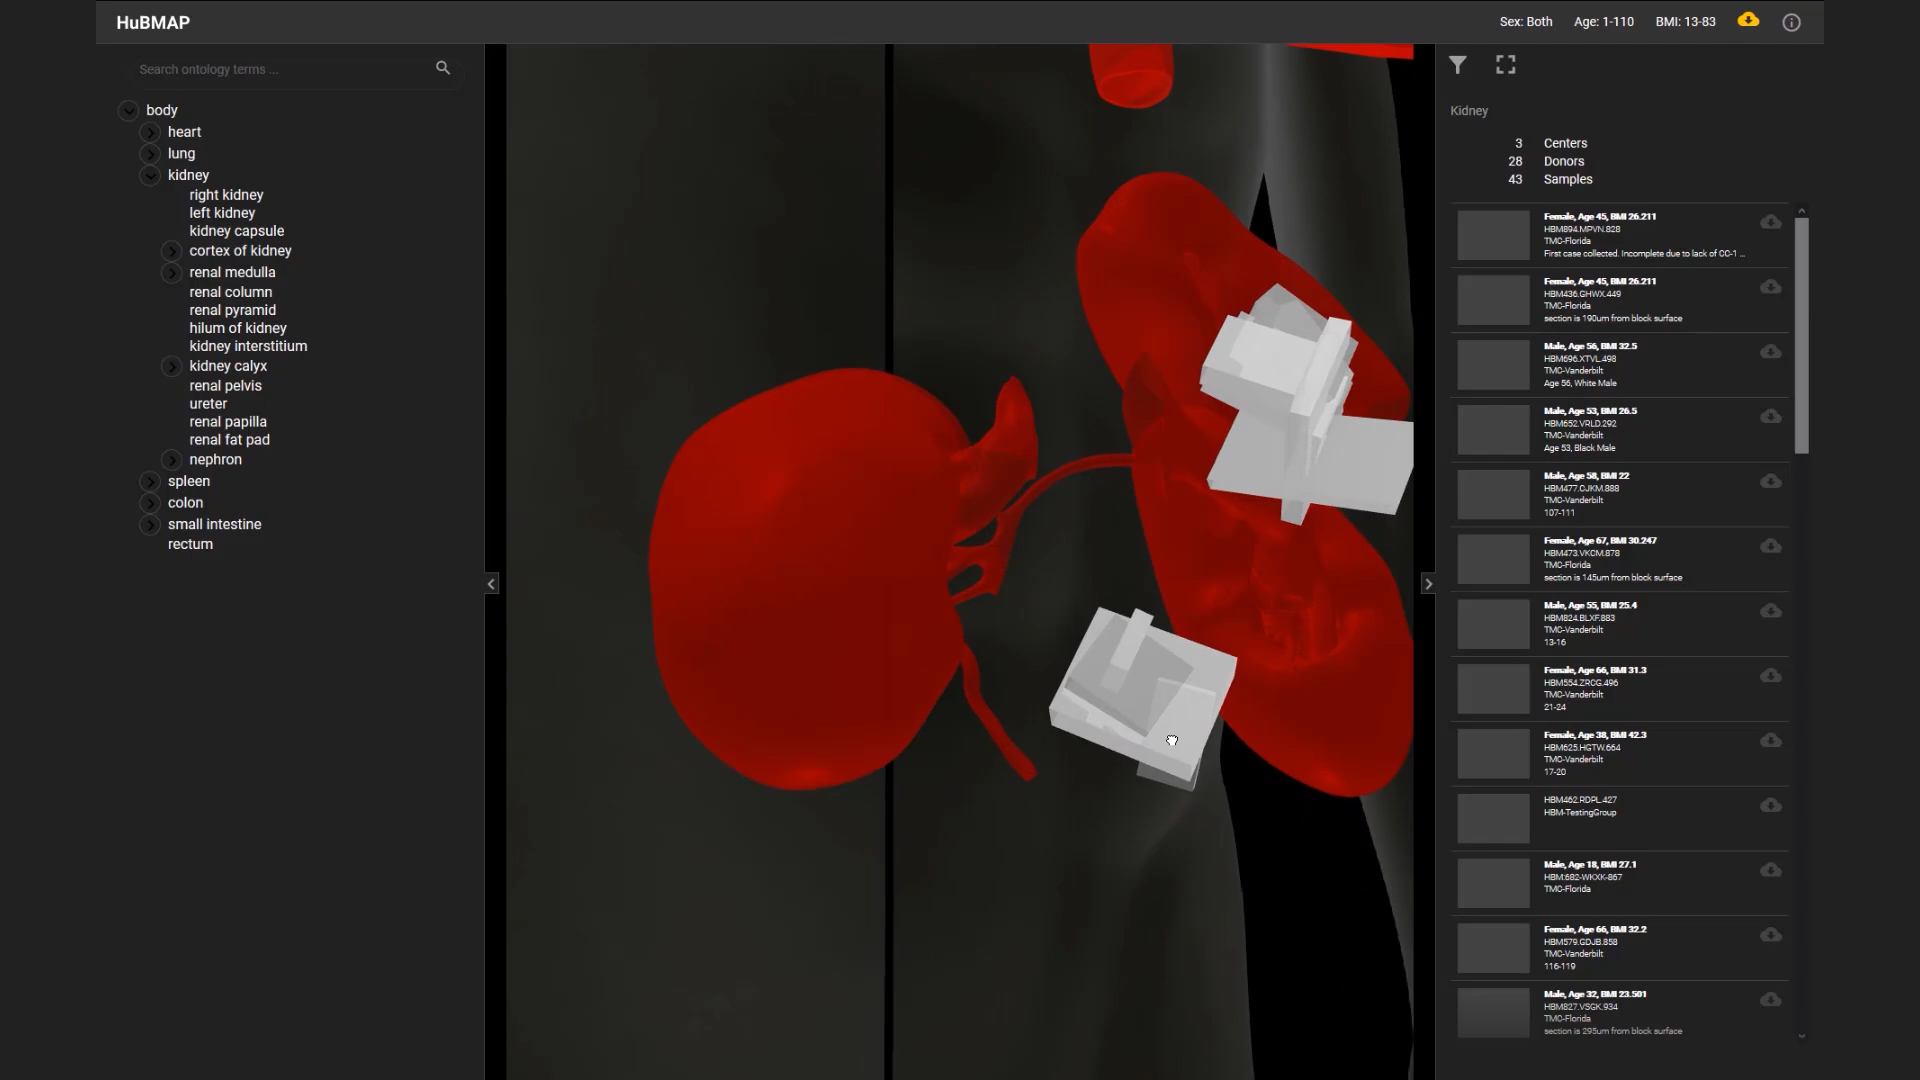 HuBMAP
Sex: Both Age: 1-110 BMI: 13-83
Search ontology terms ...
body
heart
lung
kidney
right kidney
left kidney
kidney capsule
cortex of kidney
renal medulla
renal column
renal pyramid
hilum of kidney
kidney interstitium
kidney calyx
renal pelvis
ureter
renal papilla
renal fat pad
nephron
spleen
colon
small intestine
rectum
Kidney
3 Centers
28 Donors
43 Samples
Female, Age 45, BMI 26.211
HBM894.MPVN.828
TMC-Florida
First case collected. Incomplete due to lack of CC-1 ...
Female, Age 45, BMI 26.211
HBM436.GHWX.449
TMC-Florida
section is 190um from block surface
Male, Age 56, BMI 32.5
HBM696.XTVL.498
TMC-Vanderbilt
Age 56, White Male
Male, Age 53, BMI 26.5
HBM652.VRLD.292
TMC-Vanderbilt
Age 53, Black Male
Male, Age 58, BMI 22
HBM477.CJKM.888
TMC-Vanderbilt
107-111
Female, Age 67, BMI 30.247
HBM473.VKCM.878
TMC-Florida
section is 145um from block surface
Male, Age 55, BMI 25.4
HBM824.BLXF.883
TMC-Vanderbilt
13-16
Female, Age 66, BMI 31.3
HBM554.ZRCG.496
TMC-Vanderbilt
21-24
Female, Age 38, BMI 42.3
HBM625.HGTW.664
TMC-Vanderbilt
17-20
HBM462.RDPL.427
HBM-TestingGroup
Male, Age 18, BMI 27.1
HBM:682-WKXK-867
TMC-Florida
Female, Age 66, BMI 32.2
HBM579.GDJB.858
TMC-Vanderbilt
116-119
Male, Age 32, BMI 23.501
HBM827.VSGK.934
TMC-Florida
section is 295um from block surface